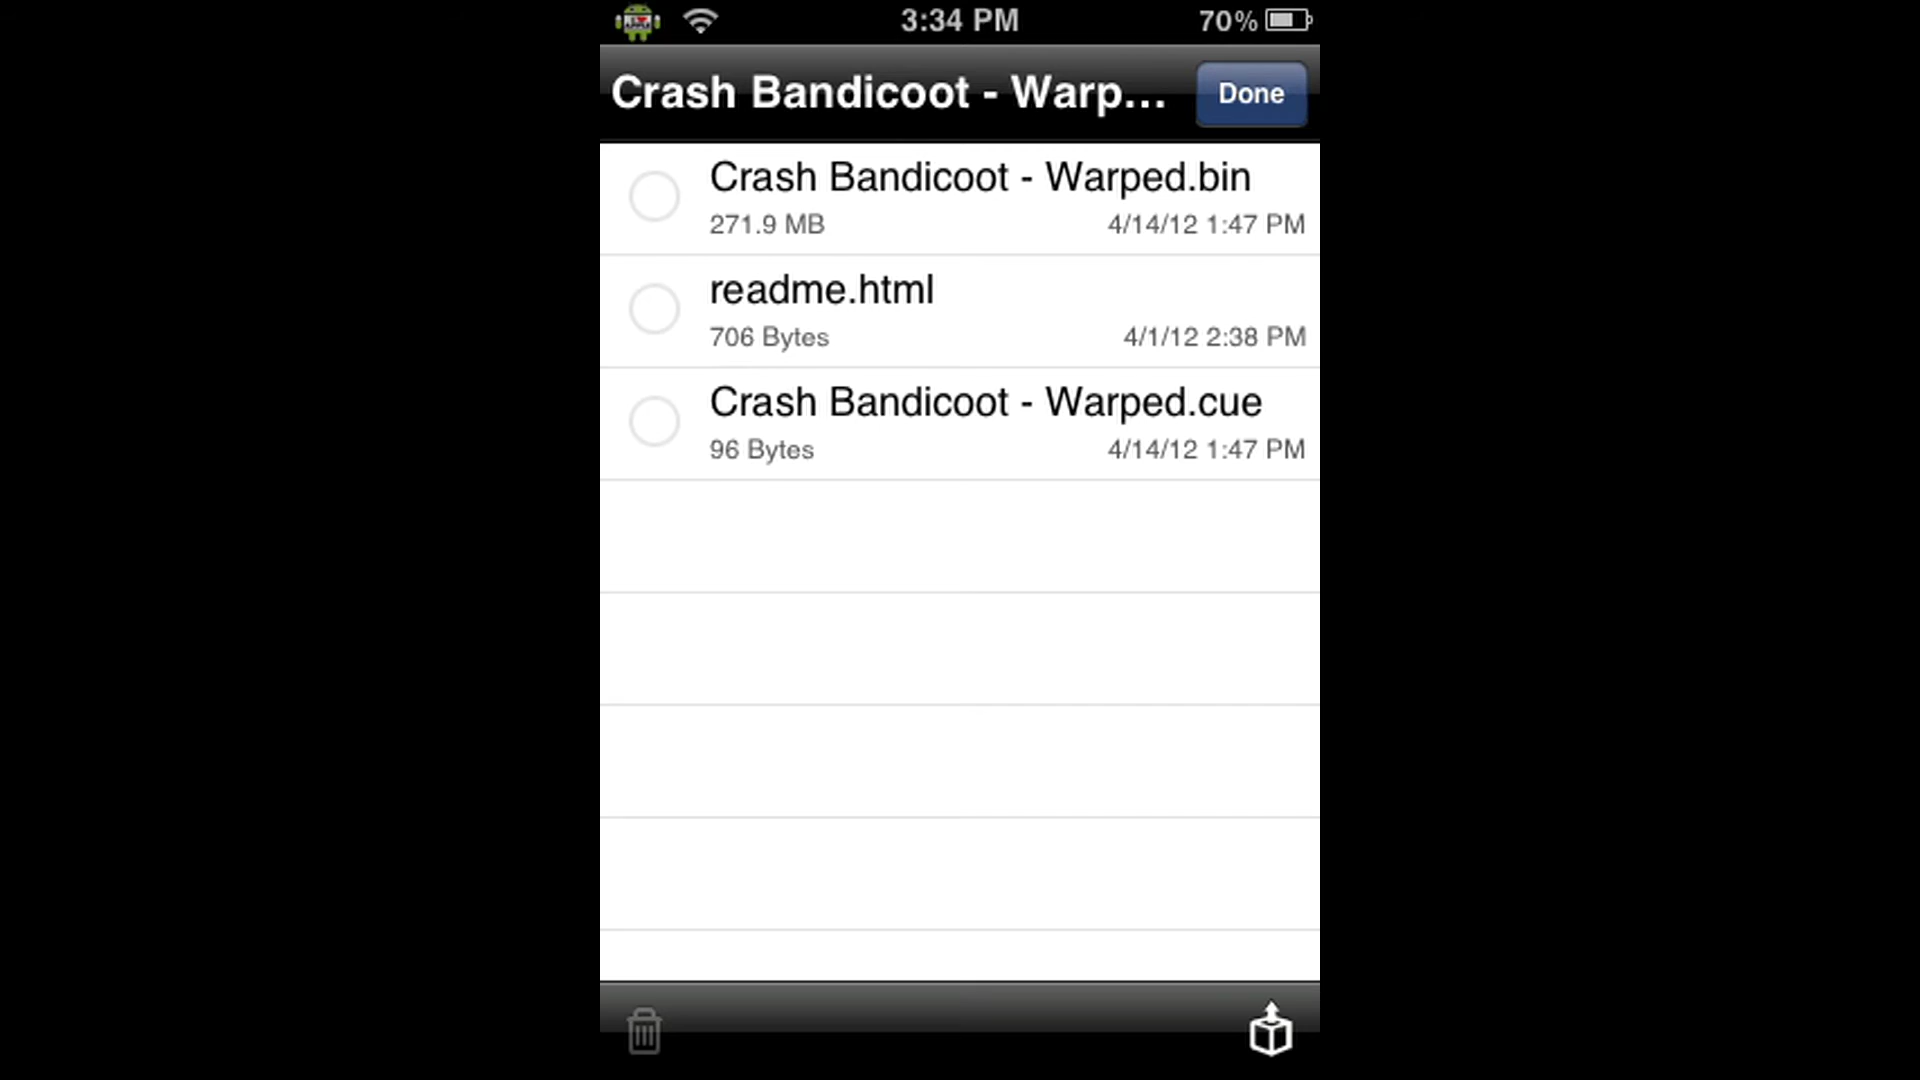 3:34 PM
70%
Crash Bandicoot - Warp...
Done
Crash Bandicoot - Warped.bin
271.9 MB 4/14/12 1:47 PM
readme.html
706 Bytes 4/1/12 2:38 PM
Crash Bandicoot - Warped.cue
96 Bytes 4/14/12 1:47 PM